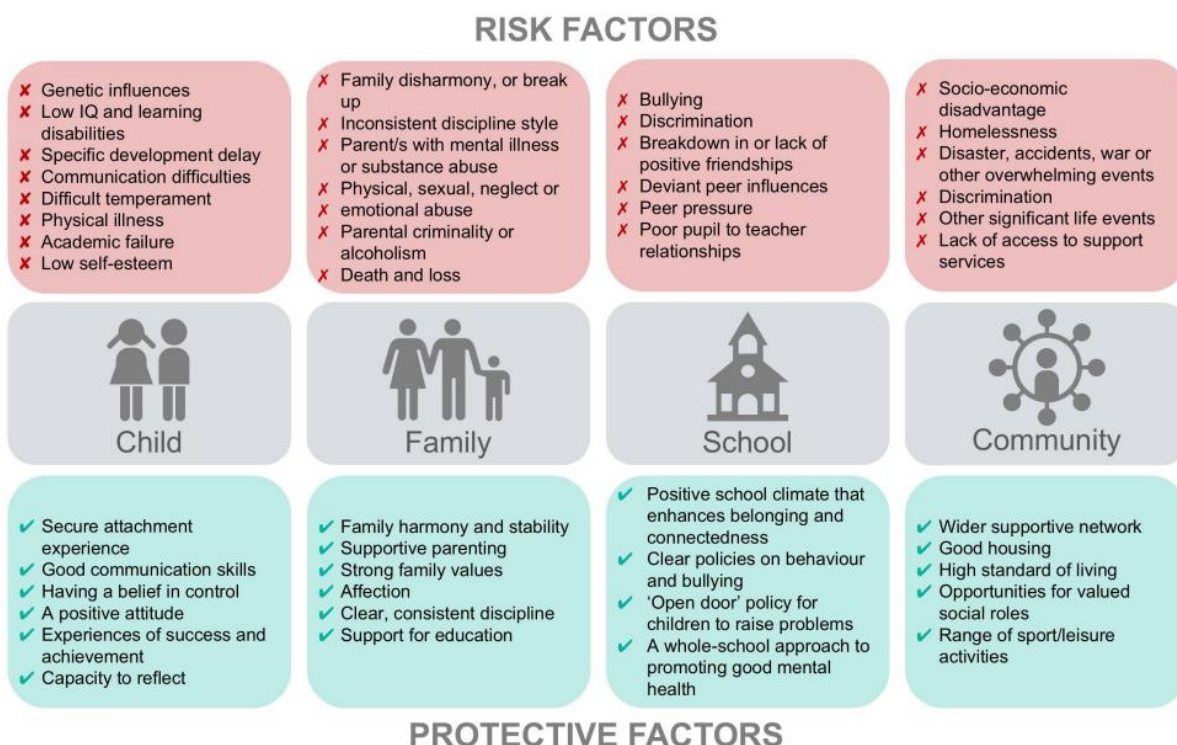 RISK FACTORS
✘ Genetic influences
✘ Low IQ and learning
disabilities
✘ Specific development delay
✘ Communication difficulties
✘ Difficult temperament
✘ Physical illness
✘ Academic failure
✘ Low self-esteem
✗ Family disharmony, or break
up
✗ Inconsistent discipline style
✗ Parent/s with mental illness
or substance abuse
✗ Physical, sexual, neglect or
✗ emotional abuse
✗ Parental criminality or
alcoholism
✗ Death and loss
✗ Bullying
✗ Discrimination
✗ Breakdown in or lack of
positive friendships
✗ Deviant peer influences
✗ Peer pressure
✗ Poor pupil to teacher
relationships
✗ Socio-economic
disadvantage
✗ Homelessness
✗ Disaster, accidents, war or
other overwhelming events
✗ Discrimination
✗ Other significant life events
✗ Lack of access to support
services
Child
Family
School
Community
✔ Secure attachment
experience
✔ Good communication skills
✔ Having a belief in control
✔ A positive attitude
✔ Experiences of success and
achievement
✔ Capacity to reflect
✔ Family harmony and stability
✔ Supportive parenting
✔ Strong family values
✔ Affection
✔ Clear, consistent discipline
✔ Support for education
✔ Positive school climate that
enhances belonging and
connectedness
✔ Clear policies on behaviour
and bullying
✔ ‘Open door’ policy for
children to raise problems
✔ A whole-school approach to
promoting good mental
health
✔ Wider supportive network
✔ Good housing
✔ High standard of living
✔ Opportunities for valued
social roles
✔ Range of sport/leisure
activities
PROTECTIVE FACTORS